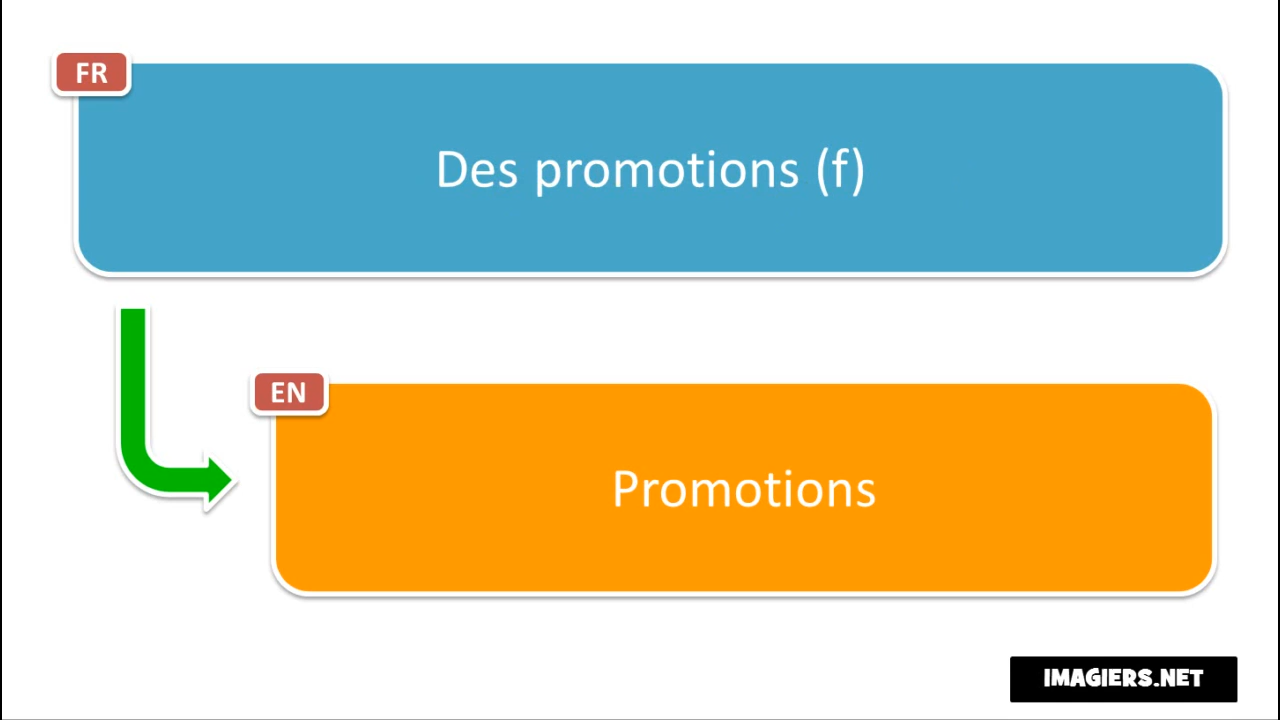 FR
Des promotions (f)
EN
Promotions
IMAGIERS.NET